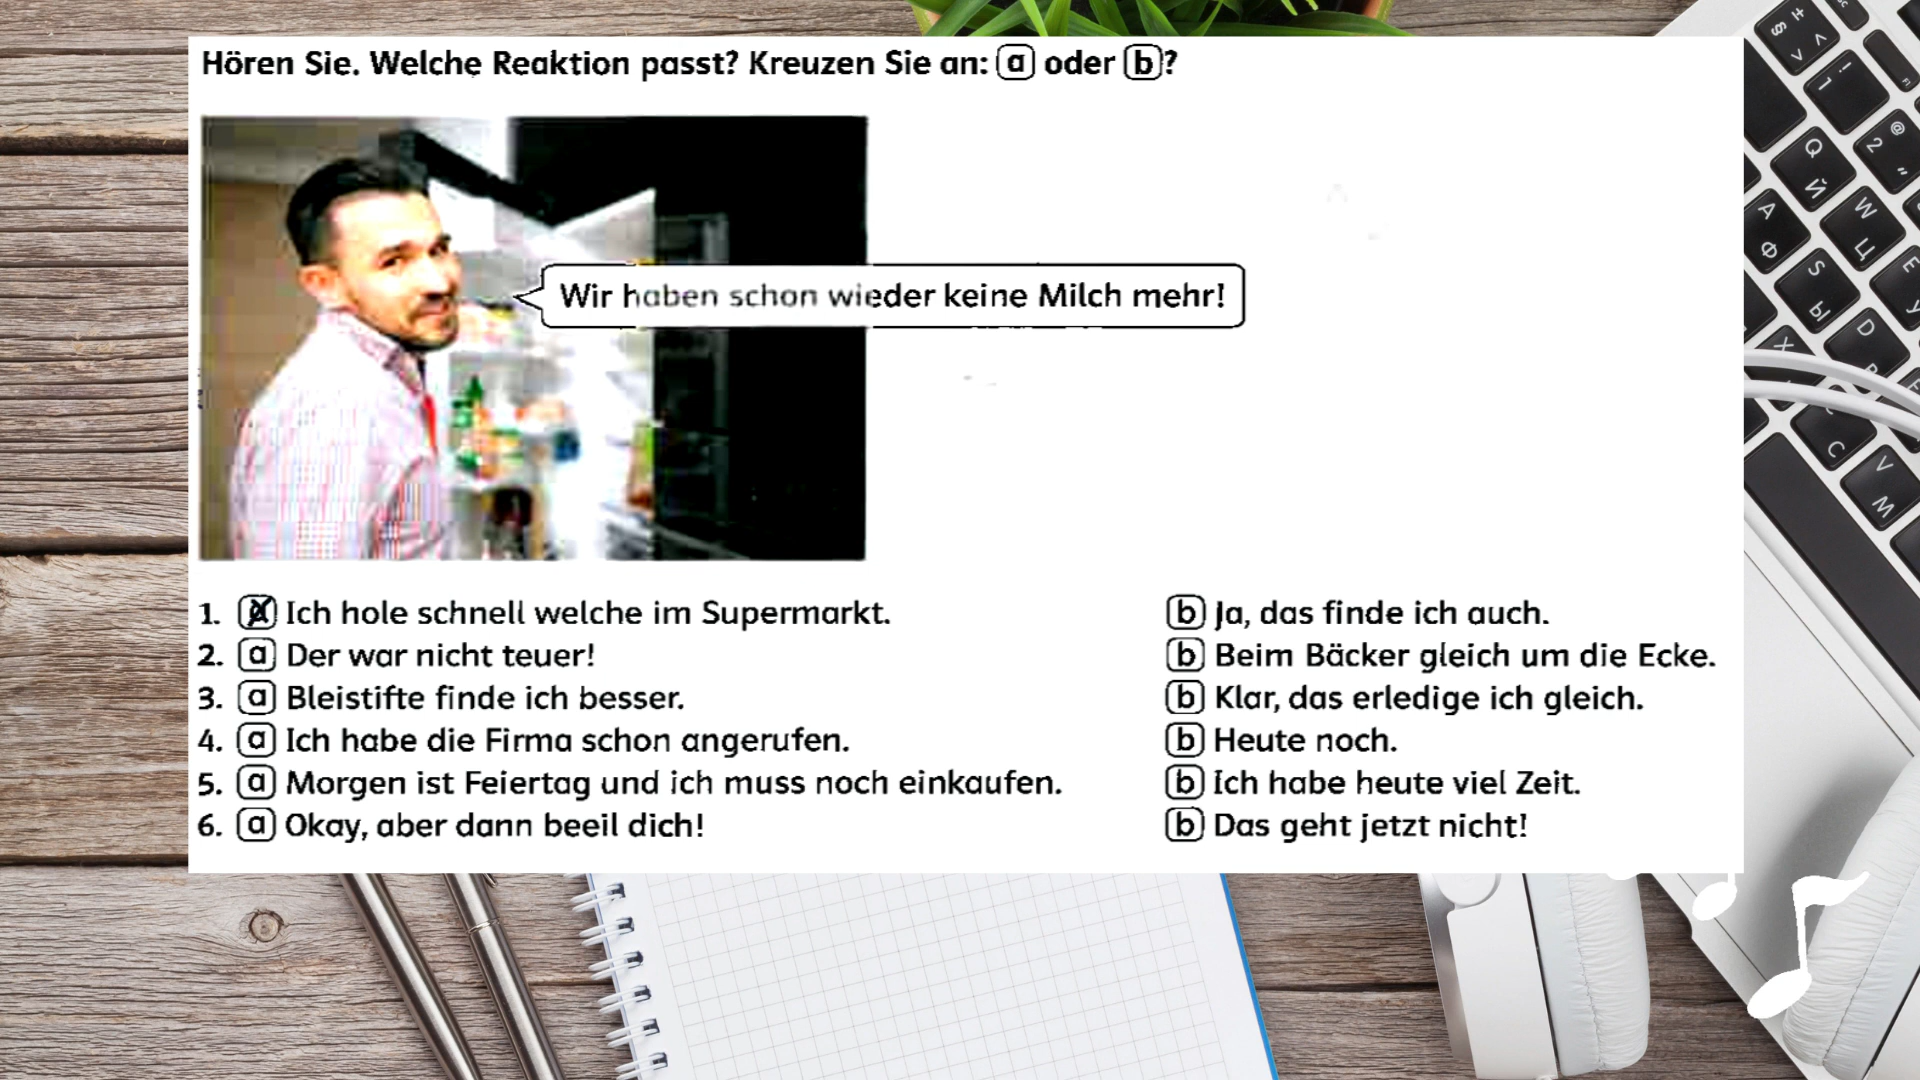 Hören Sie. Welche Reaktion passt? Kreuzen Sie an: a oder b?
Wir haben schon wieder keine Milch mehr!
1. a Ich hole schnell welche im Supermarkt. b Ja, das finde ich auch.
2. a Der war nicht teuer! b Beim Bäcker gleich um die Ecke.
3. a Bleistifte finde ich besser. b Klar, das erledige ich gleich.
4. a Ich habe die Firma schon angerufen. b Heute noch.
5. a Morgen ist Feiertag und ich muss noch einkaufen. b Ich habe heute viel Zeit.
6. a Okay, aber dann beeil dich! b Das geht jetzt nicht!